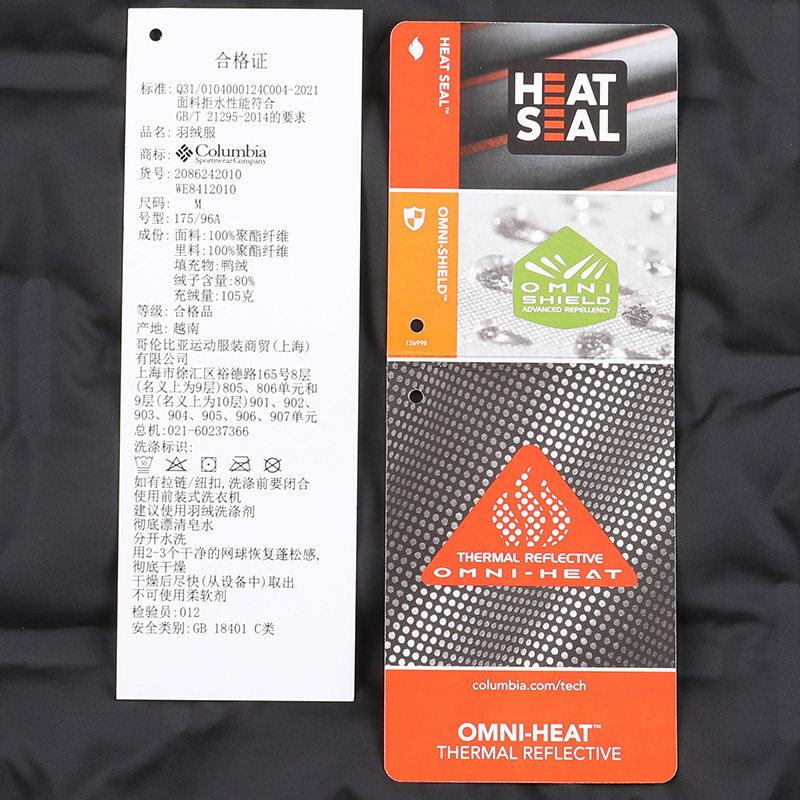 合格证
标准: Q31/0104000124C004-2021
面料拒水性能符合
GB/T 21295-2014的要求
品名: 羽绒服
商标: Columbia
Sportswear Company
货号: 2086242010
WE8412010
尺码: M
号型: 175/96A
成份: 面料:100%聚酯纤维
里料:100%聚酯纤维
填充物:鸭绒
绒子含量:80%
充绒量:105克
等级: 合格品
产地: 越南
哥伦比亚运动服装商贸(上海)
有限公司
上海市徐汇区裕德路165号8层
(名义上为9层)805、806单元和
9层(名义上为10层)901、902、
903、904、905、906、907单元
总机:021-60237366
洗涤标识:
30
如有拉链/纽扣,洗涤前要闭合
使用前装式洗衣机
建议使用羽绒洗涤剂
彻底漂清皂水
分开水洗
用2-3个干净的网球恢复蓬松感,
彻底干燥
干燥后尽快(从设备中)取出
不可使用柔软剂
检验员:012
安全类别:GB 18401 C类
HEAT SEAL™
HEAT
SEAL
OMNI-SHIELD™
126998
OMNI
SHIELD
ADVANCED REPELLENCY
THERMAL REFLECTIVE
OMNI-HEAT
columbia.com/tech
OMNI-HEAT™
THERMAL REFLECTIVE